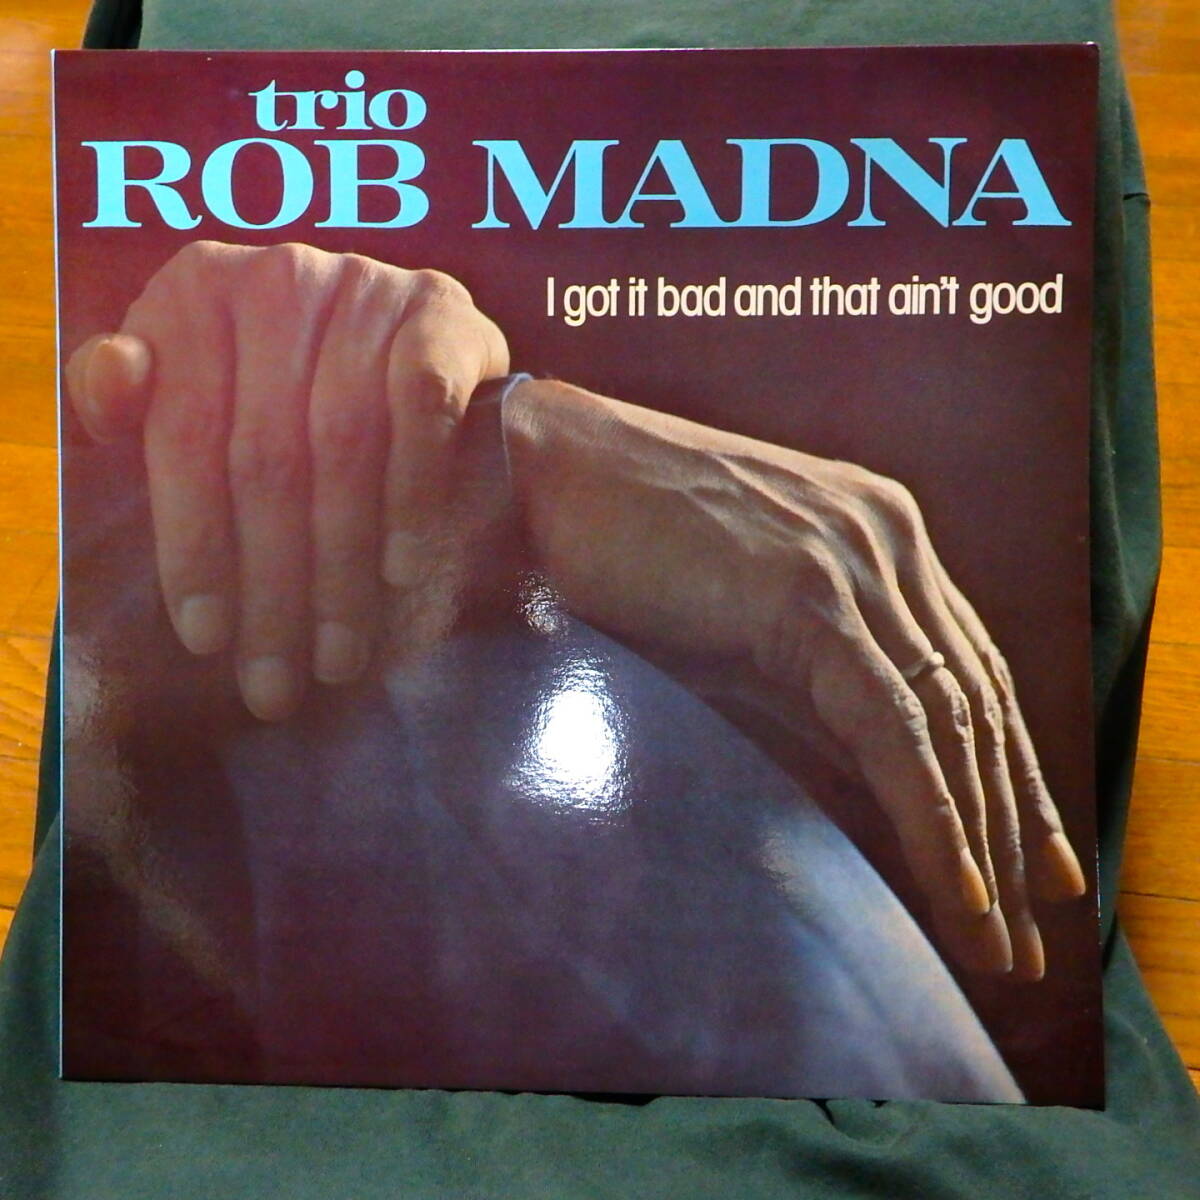 trio
ROB MADNA
I got it bad and that ain't good